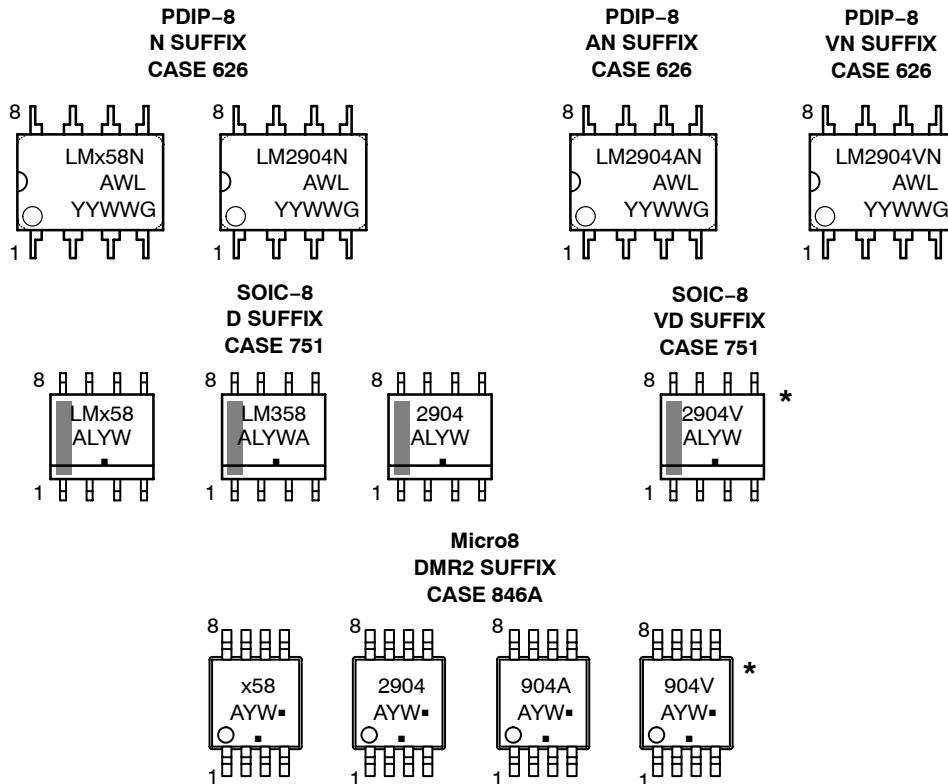 PDIP−8
N SUFFIX
CASE 626
PDIP−8
AN SUFFIX
CASE 626
PDIP−8
VN SUFFIX
CASE 626
8
LMx58N
AWL
YYWWG
1
8
LM2904N
AWL
YYWWG
1
8
LM2904AN
AWL
YYWWG
1
8
LM2904VN
AWL
YYWWG
1
SOIC−8
D SUFFIX
CASE 751
SOIC−8
VD SUFFIX
CASE 751
8
LMx58
ALYW
▪
1
8
LM358
ALYWA
▪
1
8
2904
ALYW
▪
1
8
2904V
ALYW
▪
1
*
Micro8
DMR2 SUFFIX
CASE 846A
8
x58
AYW▪
▪
1
8
2904
AYW▪
▪
1
8
904A
AYW▪
▪
1
8
904V
AYW▪
▪
1
*